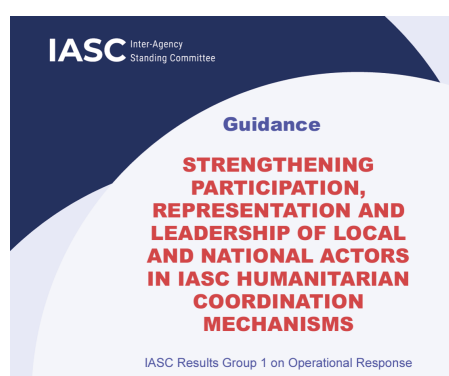 IASC Inter-Agency
Standing Committee
Guidance
STRENGTHENING
PARTICIPATION,
REPRESENTATION AND
LEADERSHIP OF LOCAL
AND NATIONAL ACTORS
IN IASC HUMANITARIAN
COORDINATION
MECHANISMS
IASC Results Group 1 on Operational Response